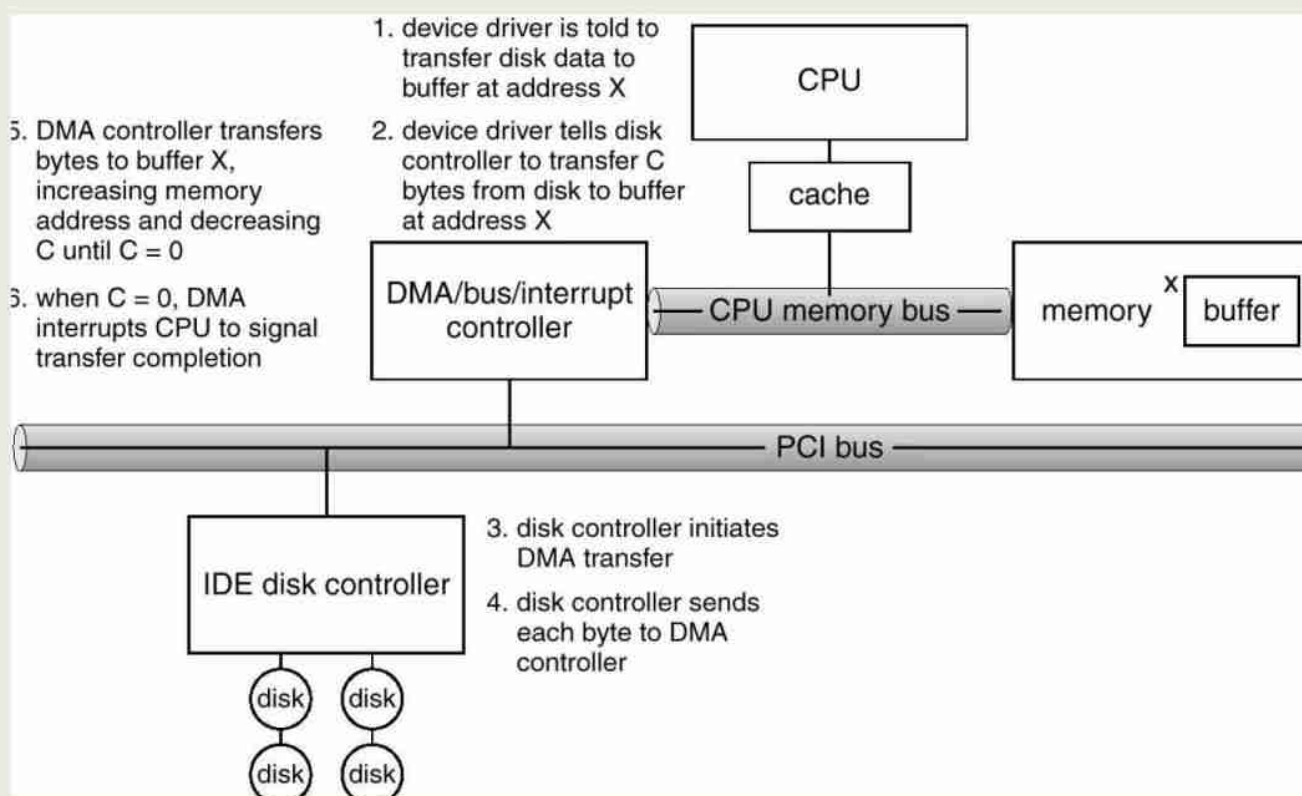 1. device driver is told to
transfer disk data to
buffer at address X
2. device driver tells disk
controller to transfer C
bytes from disk to buffer
at address X
5. DMA controller transfers
bytes to buffer X,
increasing memory
address and decreasing
C until C = 0
6. when C = 0, DMA
interrupts CPU to signal
transfer completion
CPU
cache
DMA/bus/interrupt
controller
CPU memory bus
memory
x
buffer
PCI bus
IDE disk controller
3. disk controller initiates
DMA transfer
4. disk controller sends
each byte to DMA
controller
disk
disk
disk
disk